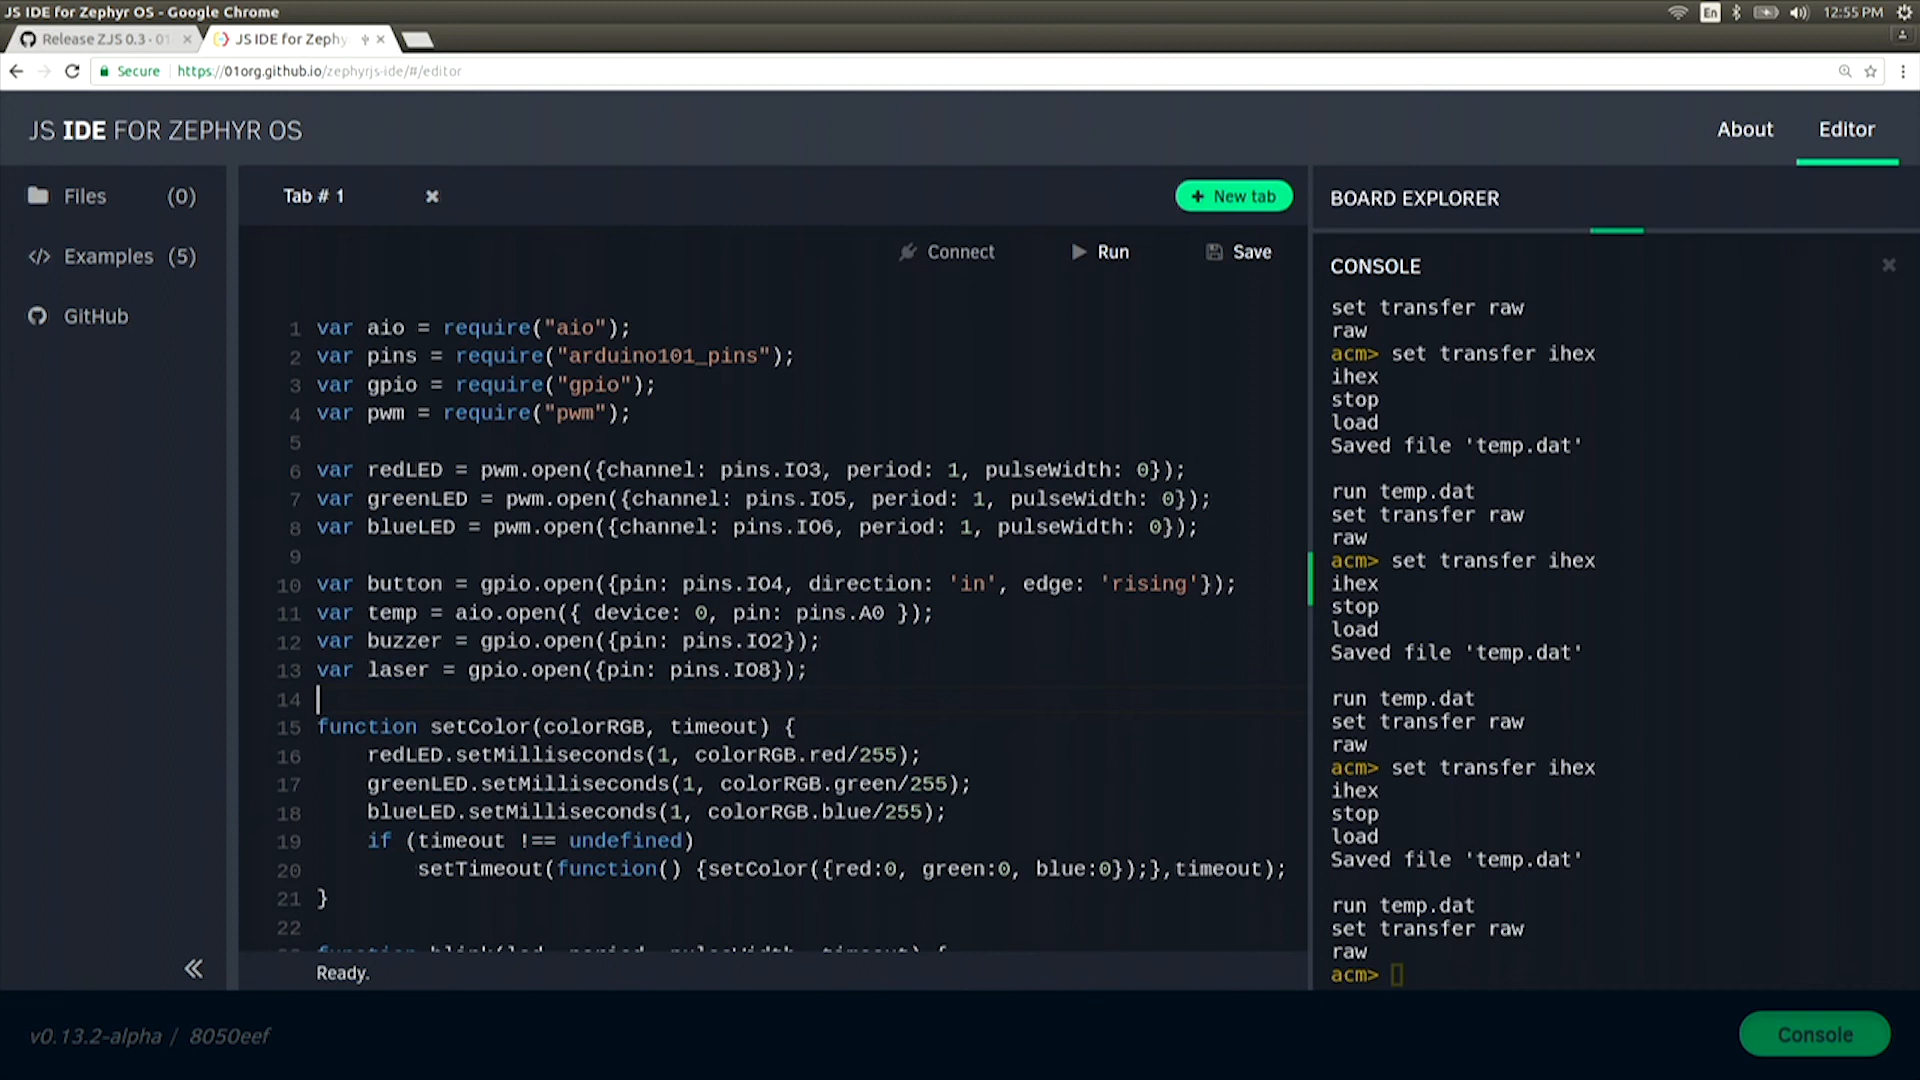 JS IDE for Zephyr OS - Google Chrome
En
12:55 PM
Release ZJS 0.3 · 01
JS IDE for Zephy
Secure
https://01org.github.io/zephyrjs-ide/#/editor
JS IDE FOR ZEPHYR OS
About
Editor
Files (0)
Examples (5)
GitHub
Tab # 1
New tab
Connect
Run
Save
1 var aio = require("aio");
2 var pins = require("arduino101_pins");
3 var gpio = require("gpio");
4 var pwm = require("pwm");
5
6 var redLED = pwm.open({channel: pins.IO3, period: 1, pulseWidth: 0});
7 var greenLED = pwm.open({channel: pins.IO5, period: 1, pulseWidth: 0});
8 var blueLED = pwm.open({channel: pins.IO6, period: 1, pulseWidth: 0});
9
10 var button = gpio.open({pin: pins.IO4, direction: 'in', edge: 'rising'});
11 var temp = aio.open({ device: 0, pin: pins.A0 });
12 var buzzer = gpio.open({pin: pins.IO2});
13 var laser = gpio.open({pin: pins.IO8});
14
15 function setColor(colorRGB, timeout) {
16 redLED.setMilliseconds(1, colorRGB.red/255);
17 greenLED.setMilliseconds(1, colorRGB.green/255);
18 blueLED.setMilliseconds(1, colorRGB.blue/255);
19 if (timeout !== undefined)
20 setTimeout(function() {setColor({red:0, green:0, blue:0});},timeout);
21 }
22
function blink(led, period, pulseWidth, timeout) {
Ready.
BOARD EXPLORER
CONSOLE
set transfer raw
raw
acm> set transfer ihex
ihex
stop
load
Saved file 'temp.dat'
run temp.dat
set transfer raw
raw
acm> set transfer ihex
ihex
stop
load
Saved file 'temp.dat'
run temp.dat
set transfer raw
raw
acm> set transfer ihex
ihex
stop
load
Saved file 'temp.dat'
run temp.dat
set transfer raw
raw
acm>
v0.13.2-alpha / 8050eef
Console